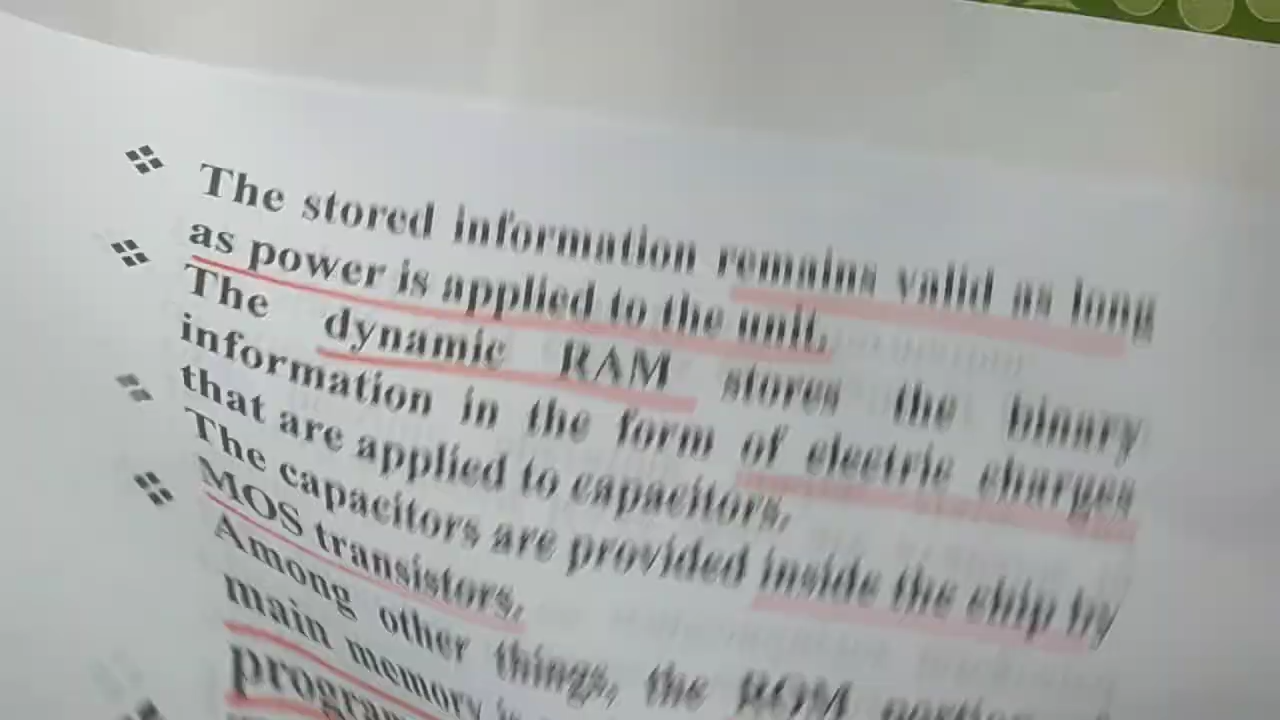 ❖ The stored information remains valid as long
as power is applied to the unit.
❖ The dynamic RAM stores the binary
information in the form of electric charges
that are applied to capacitors.
❖ The capacitors are provided inside the chip by
MOS transistors.
❖ Among other things, the ROM portion
main memory is